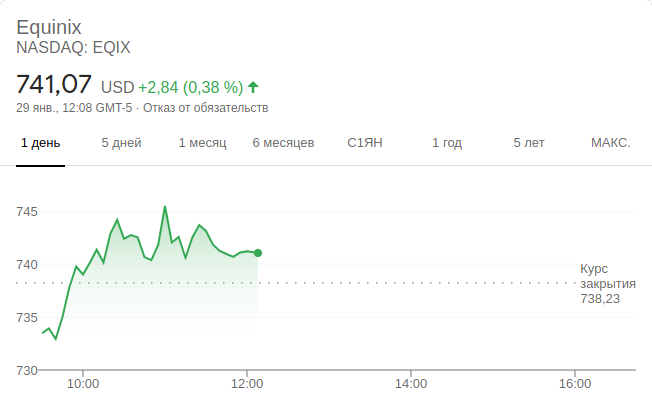 Equinix
NASDAQ: EQIX
741,07 USD +2,84 (0,38 %)
29 янв., 12:08 GMT-5 · Отказ от обязательств
1 день 5 дней 1 месяц 6 месяцев С1ЯН 1 год 5 лет МАКС.
745
740
Курс
закрытия
738,23
735
730
10:00 12:00 14:00 16:00